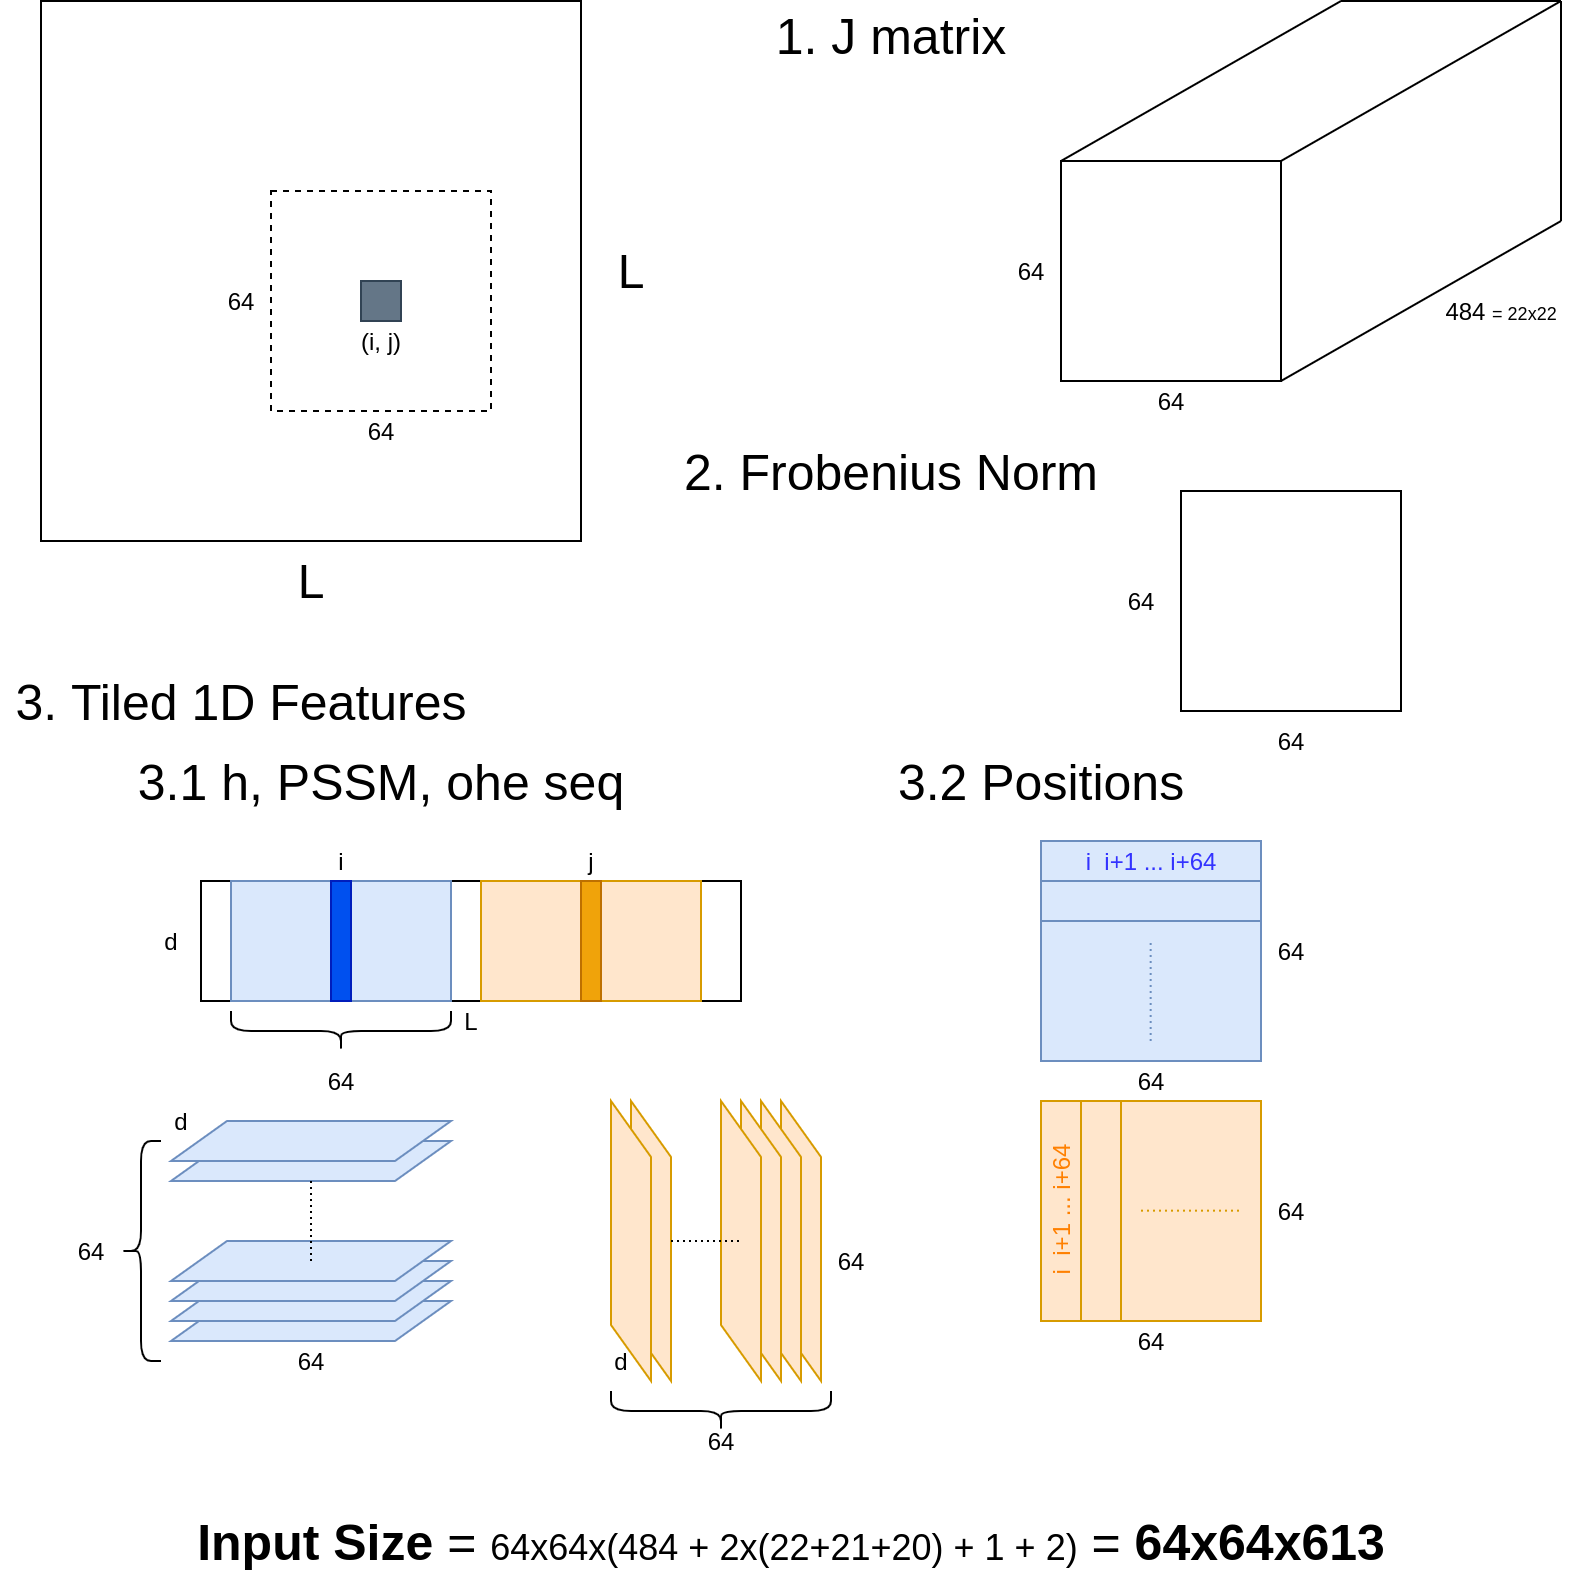 1. J matrix
64
(i, j)
64
L
L
64
64
484 = 22x22
2. Frobenius Norm
64
64
3. Tiled 1D Features
3.1 h, PSSM, ohe seq
i
j
d
L
64
d
64
64
d
64
64
3.2 Positions
i i+1 ... i+64
64
64
i i+1 ... i+64
64
64
Input Size = 64x64x(484 + 2x(22+21+20) + 1 + 2) = 64x64x613